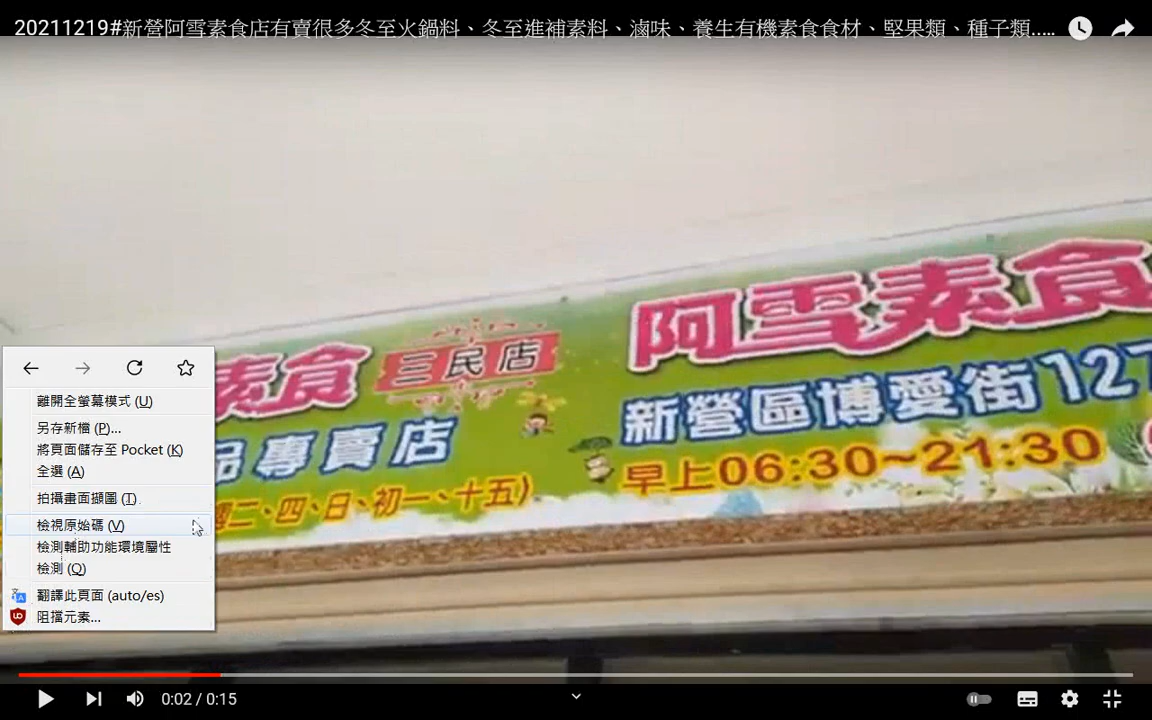 20211219#新營阿雪素食店有賣很多冬至火鍋料、冬至進補素料、滷味、養生有機素食食材、堅果類、種子類.…
素食 三民店
品專賣店
二、四、日、初一、十五)
阿雪素食
新營區博愛街127
早上06:30~21:30
離開全螢幕模式 (U)
另存新檔 (P)...
將頁面儲存至 Pocket (K)
全選 (A)
拍攝畫面擷圖 (T)
檢視原始碼 (V)
檢測輔助功能環境屬性
檢測 (Q)
翻譯此頁面 (auto/es)
阻擋元素...
0:02 / 0:15